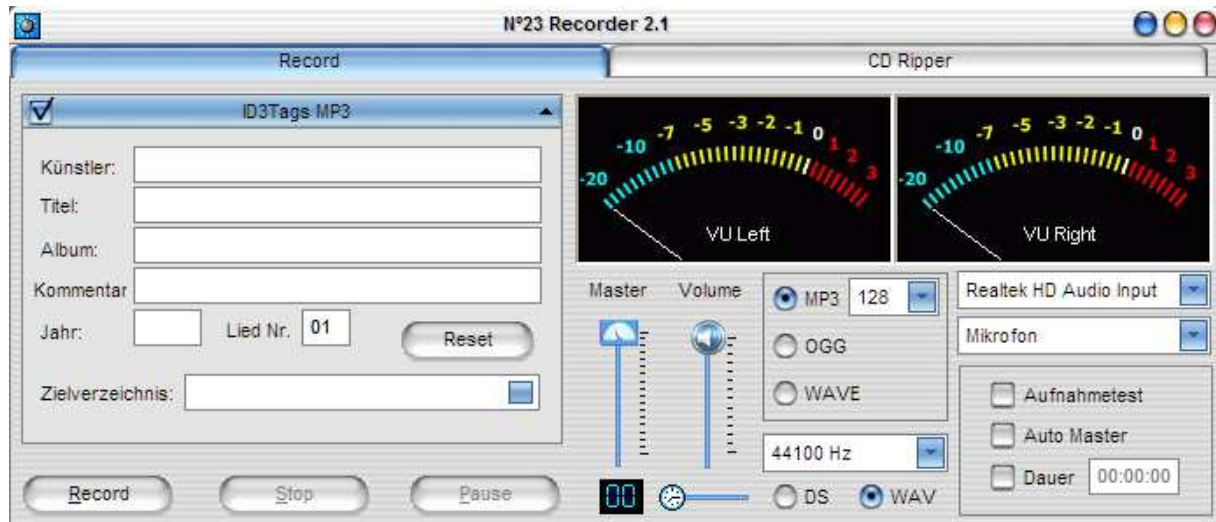 N°23 Recorder 2.1
Record
CD Ripper
ID3Tags MP3
Künstler:
Titel:
Album:
Kommentar
Jahr:
Lied Nr. 01
Reset
Zielverzeichnis:
Record
Stop
Pause
-20 -10 -7 -5 -3 -2 -1 0 1 2 3
VU Left
-20 -10 -7 -5 -3 -2 -1 0 1 2 3
VU Right
Master
Volume
00
MP3 128
OGG
WAVE
44100 Hz
DS WAV
Realtek HD Audio Input
Mikrofon
Aufnahmetest
Auto Master
Dauer 00:00:00